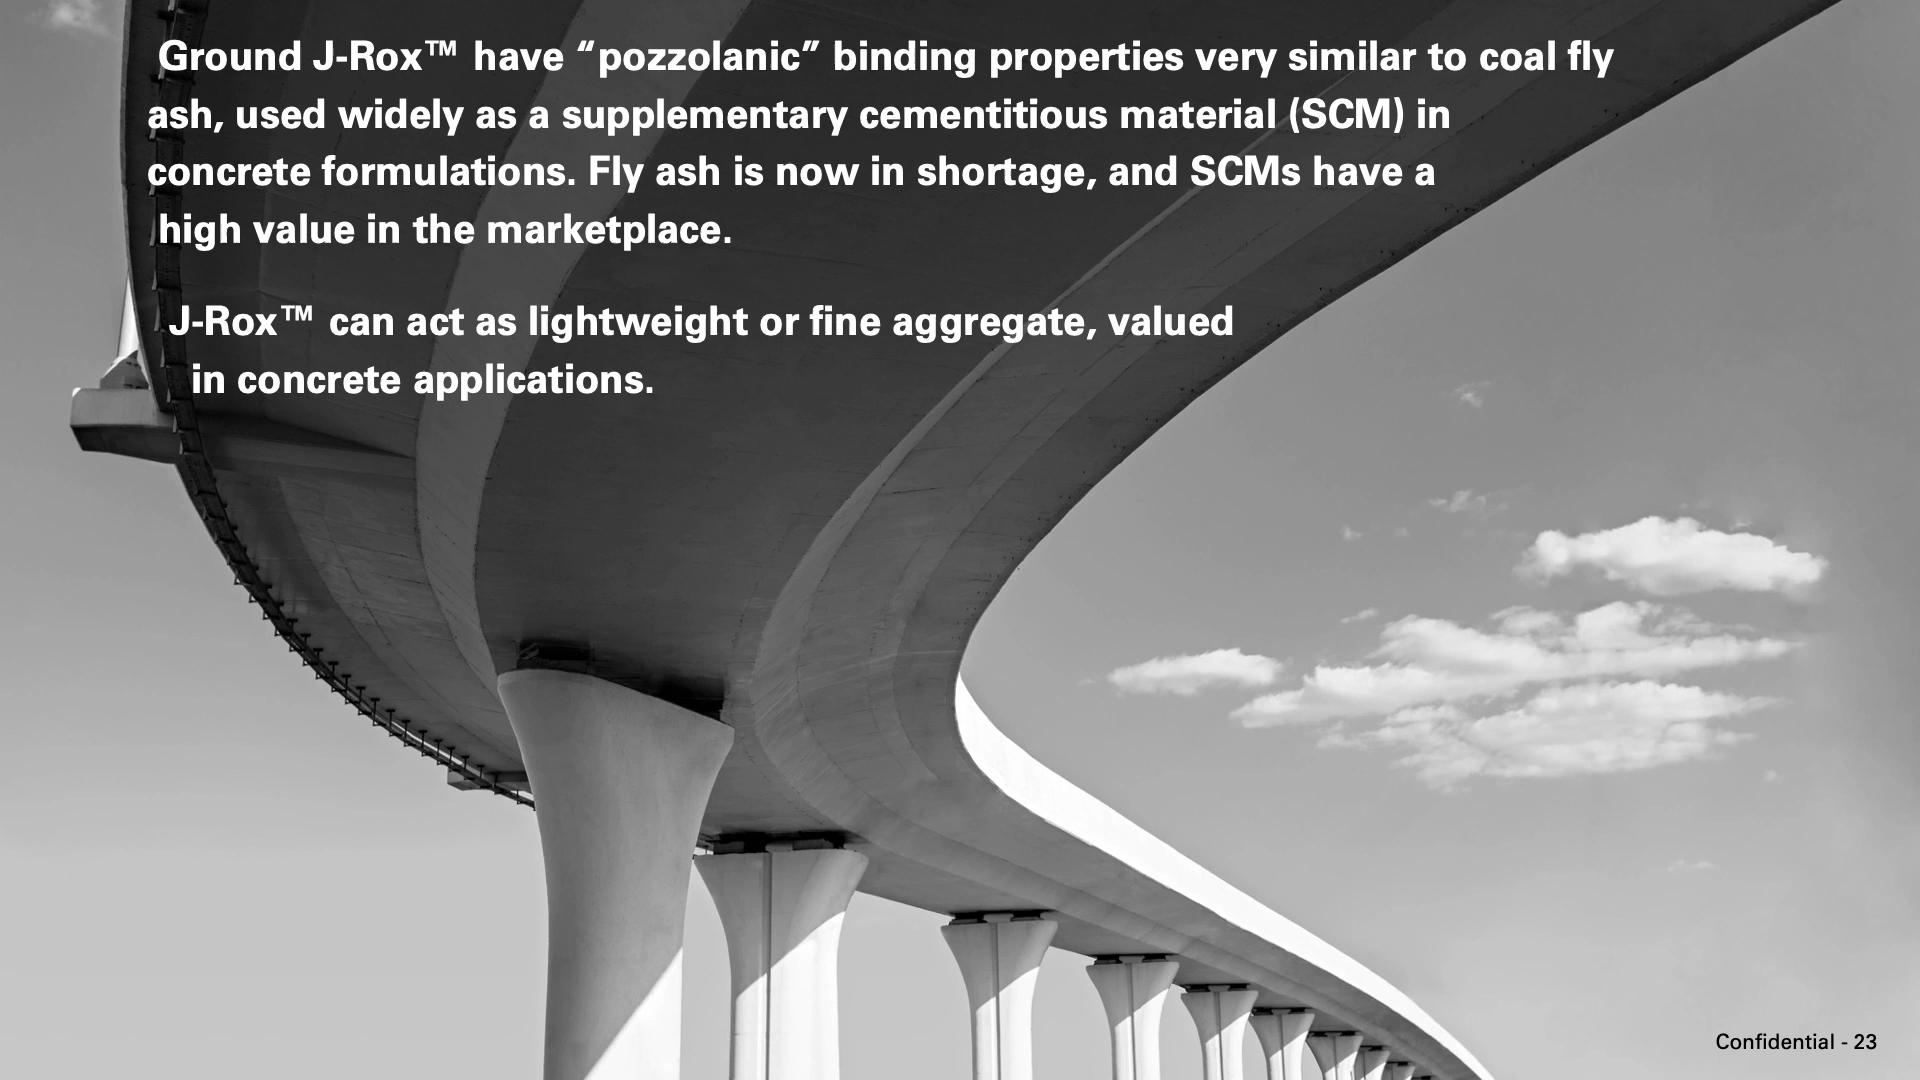 Ground J-Rox™ have “pozzolanic” binding properties very similar to coal fly
ash, used widely as a supplementary cementitious material (SCM) in
concrete formulations. Fly ash is now in shortage, and SCMs have a
high value in the marketplace.
J-Rox™ can act as lightweight or fine aggregate, valued
in concrete applications.
Confidential - 23